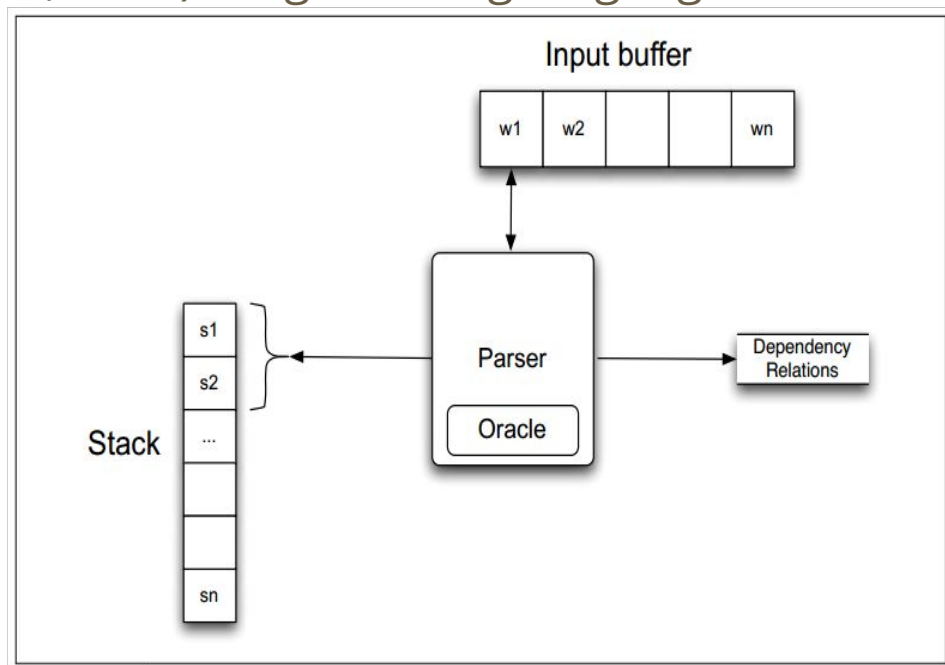 Input buffer
w1 w2 wn
s1
s2
Parser
Dependency
Relations
Oracle
Stack
...
sn